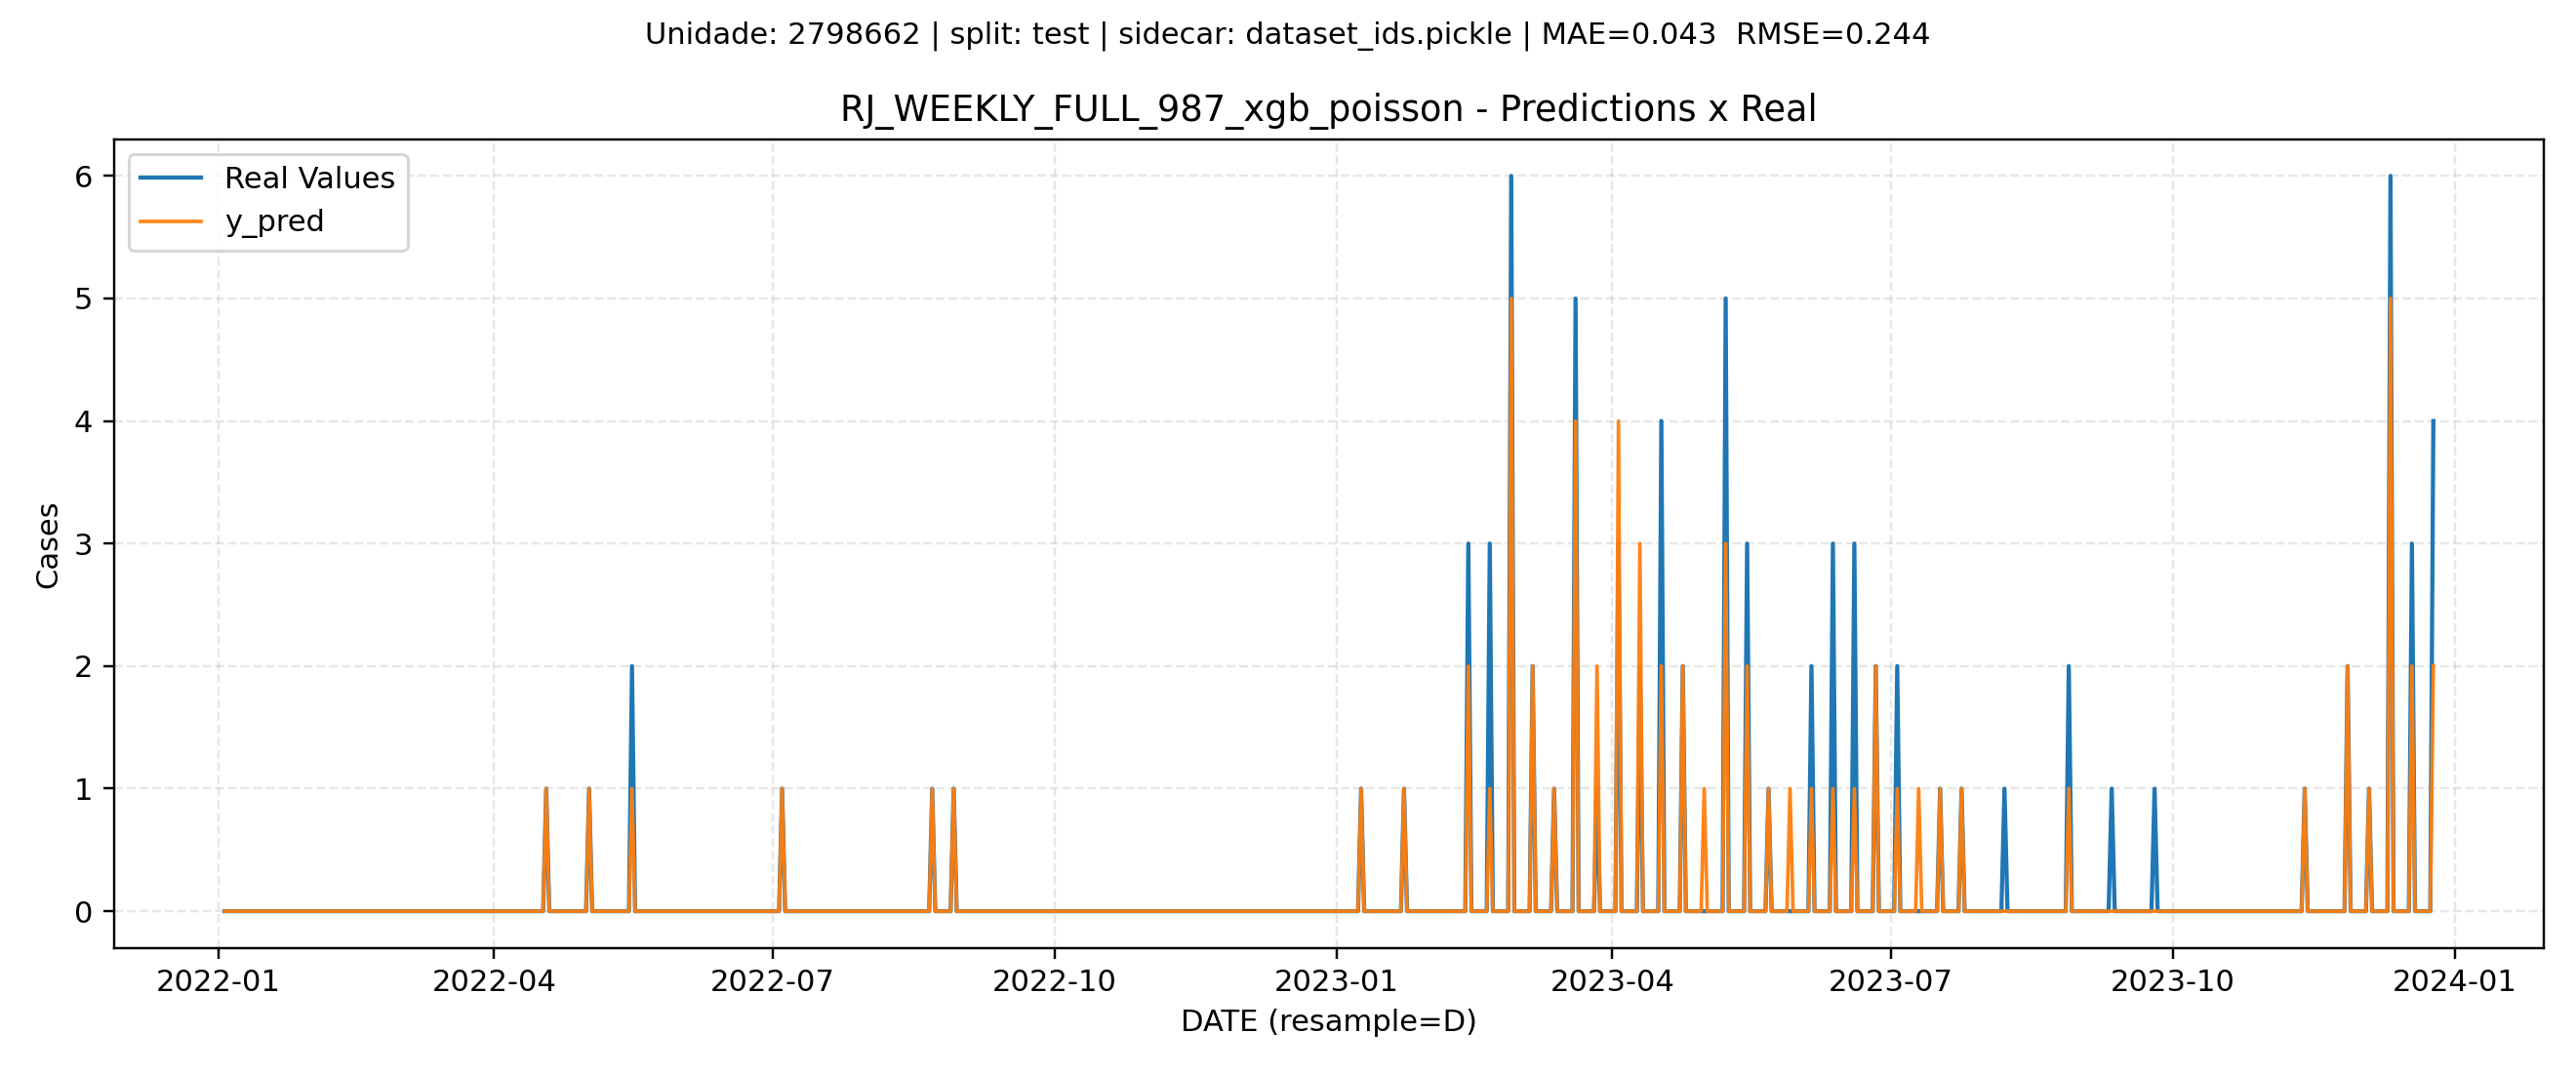 Unidade: 2798662 | split: test | sidecar: dataset_ids.pickle | MAE=0.043  RMSE=0.244
RJ_WEEKLY_FULL_987_xgb_poisson - Predictions x Real
Real Values
y_pred
6
5
4
3
2
1
0
Cases
2022-01
2022-04
2022-07
2022-10
2023-01
2023-04
2023-07
2023-10
2024-01
DATE (resample=D)